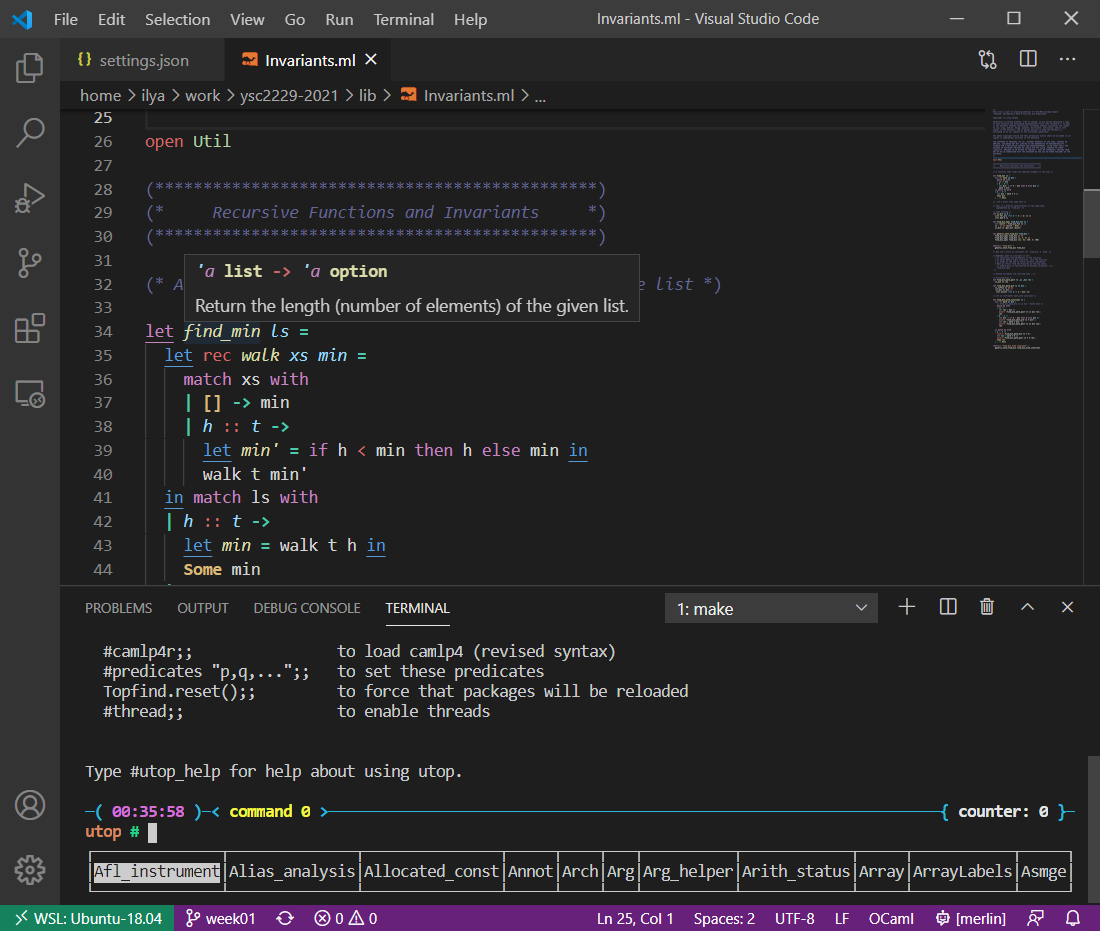 File Edit Selection View Go Run Terminal Help Invariants.ml - Visual Studio Code
{} settings.json Invariants.ml
home > ilya > work > ysc2229-2021 > lib > Invariants.ml > ...
25
26 open Util
27
28 (**********************************************)
29 (* Recursive Functions and Invariants *)
30 (**********************************************)
31
'a list -> 'a option
32 (* A e list *)
Return the length (number of elements) of the given list.
33
34 let find_min ls =
35 let rec walk xs min =
36 match xs with
37 | [] -> min
38 | h :: t ->
39 let min' = if h < min then h else min in
40 walk t min'
41 in match ls with
42 | h :: t ->
43 let min = walk t h in
44 Some min
PROBLEMS OUTPUT DEBUG CONSOLE TERMINAL 1: make
#camlp4r;; to load camlp4 (revised syntax)
#predicates "p,q,...";; to set these predicates
Topfind.reset();; to force that packages will be reloaded
#thread;; to enable threads
Type #utop_help for help about using utop.
─( 00:35:58 )─< command 0 >─{ counter: 0 }─
utop #
Afl_instrument│Alias_analysis│Allocated_const│Annot│Arch│Arg│Arg_helper│Arith_status│Array│ArrayLabels│Asmge
WSL: Ubuntu-18.04 week01 0 0 Ln 25, Col 1 Spaces: 2 UTF-8 LF OCaml [merlin]